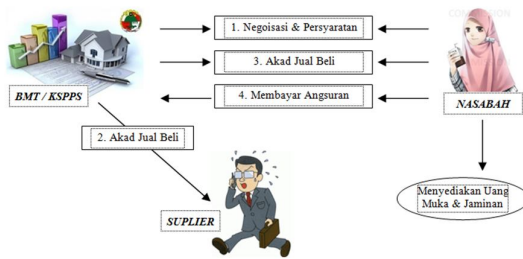 1. Negoisasi & Persyaratan
3. Akad Jual Beli
4. Membayar Angsuran
BMT / KSPPS
NASABAH
2. Akad Jual Beli
Menyediakan Uang
Muka & Jaminan
SUPLIER